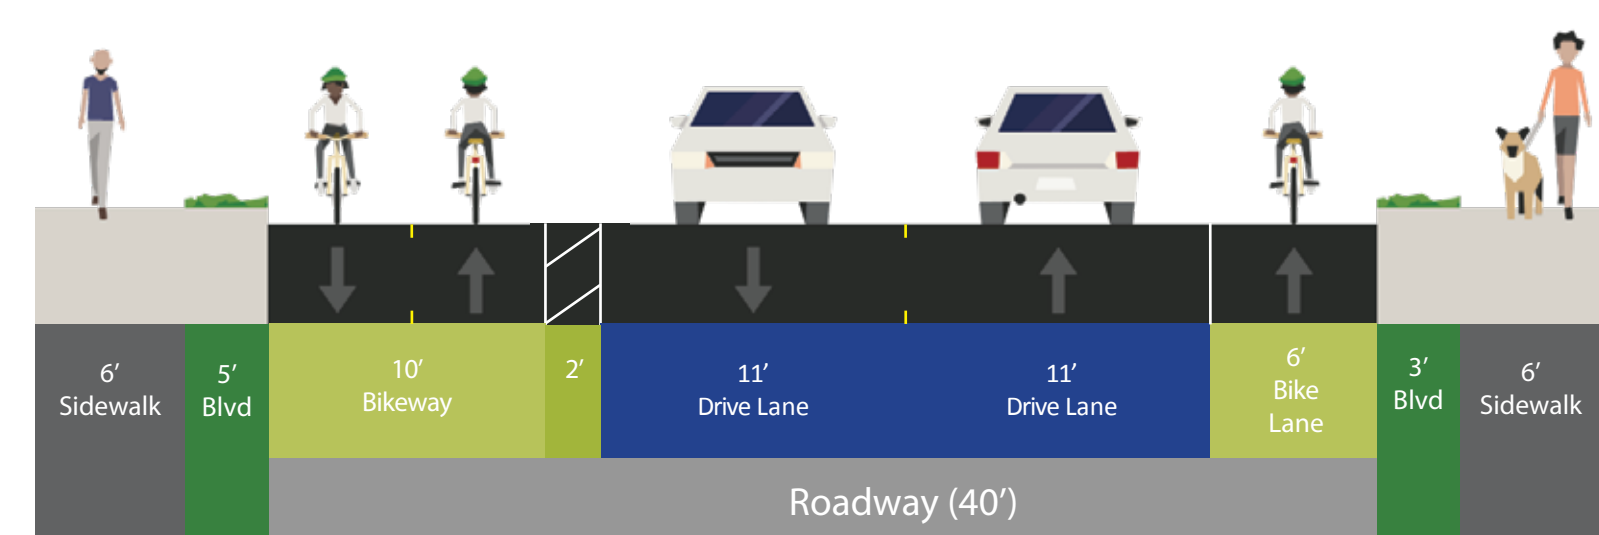 6’
Sidewalk
5’
Blvd
10’
Bikeway
2’
11’
Drive Lane
11’
Drive Lane
6’
Bike
Lane
3’
Blvd
6’
Sidewalk
Roadway (40’)